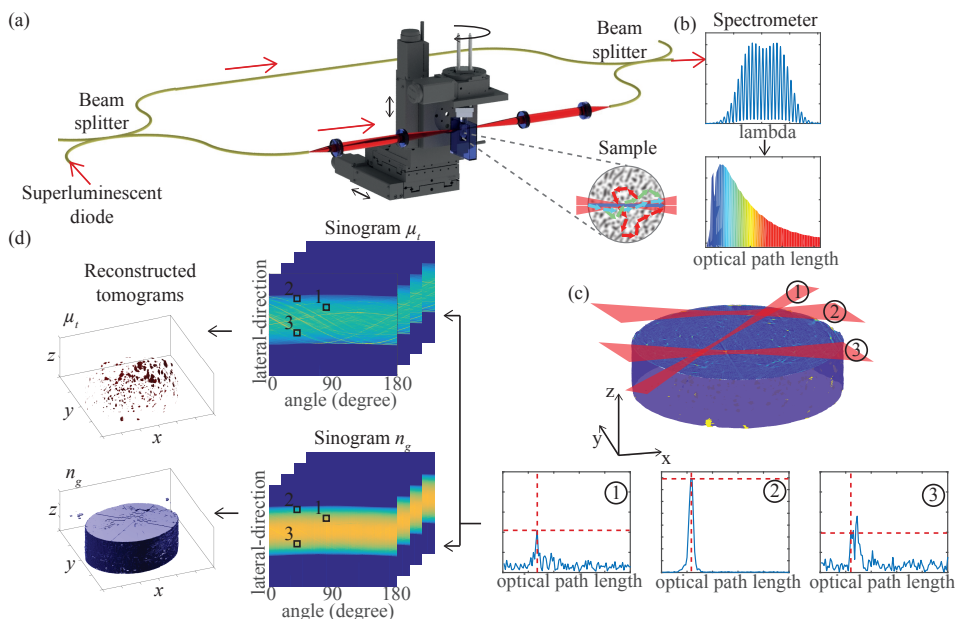 (a)
Beam
splitter
Superluminescent
diode
Beam
splitter
Sample
(b)
Spectrometer
lambda
optical path length
(c)
1
2
3
z
y
x
1
optical path length
2
optical path length
3
optical path length
(d)
Reconstructed
tomograms
μt
z
y
x
ng
z
y
x
Sinogram μt
lateral-direction
2
1
3
0
90
180
angle (degree)
Sinogram ng
lateral-direction
2
1
3
0
90
180
angle (degree)